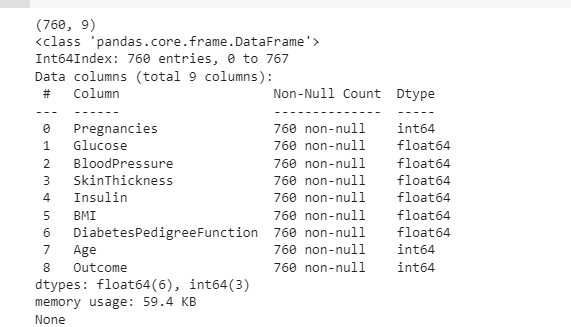 (760, 9)
<class 'pandas.core.frame.DataFrame'>
Int64Index: 760 entries, 0 to 767
Data columns (total 9 columns):
 #   Column                    Non-Null Count  Dtype
---  ------                    --------------  -----
 0   Pregnancies               760 non-null    int64
 1   Glucose                   760 non-null    float64
 2   BloodPressure             760 non-null    float64
 3   SkinThickness             760 non-null    float64
 4   Insulin                   760 non-null    float64
 5   BMI                       760 non-null    float64
 6   DiabetesPedigreeFunction  760 non-null    float64
 7   Age                       760 non-null    int64
 8   Outcome                   760 non-null    int64
dtypes: float64(6), int64(3)
memory usage: 59.4 KB
None